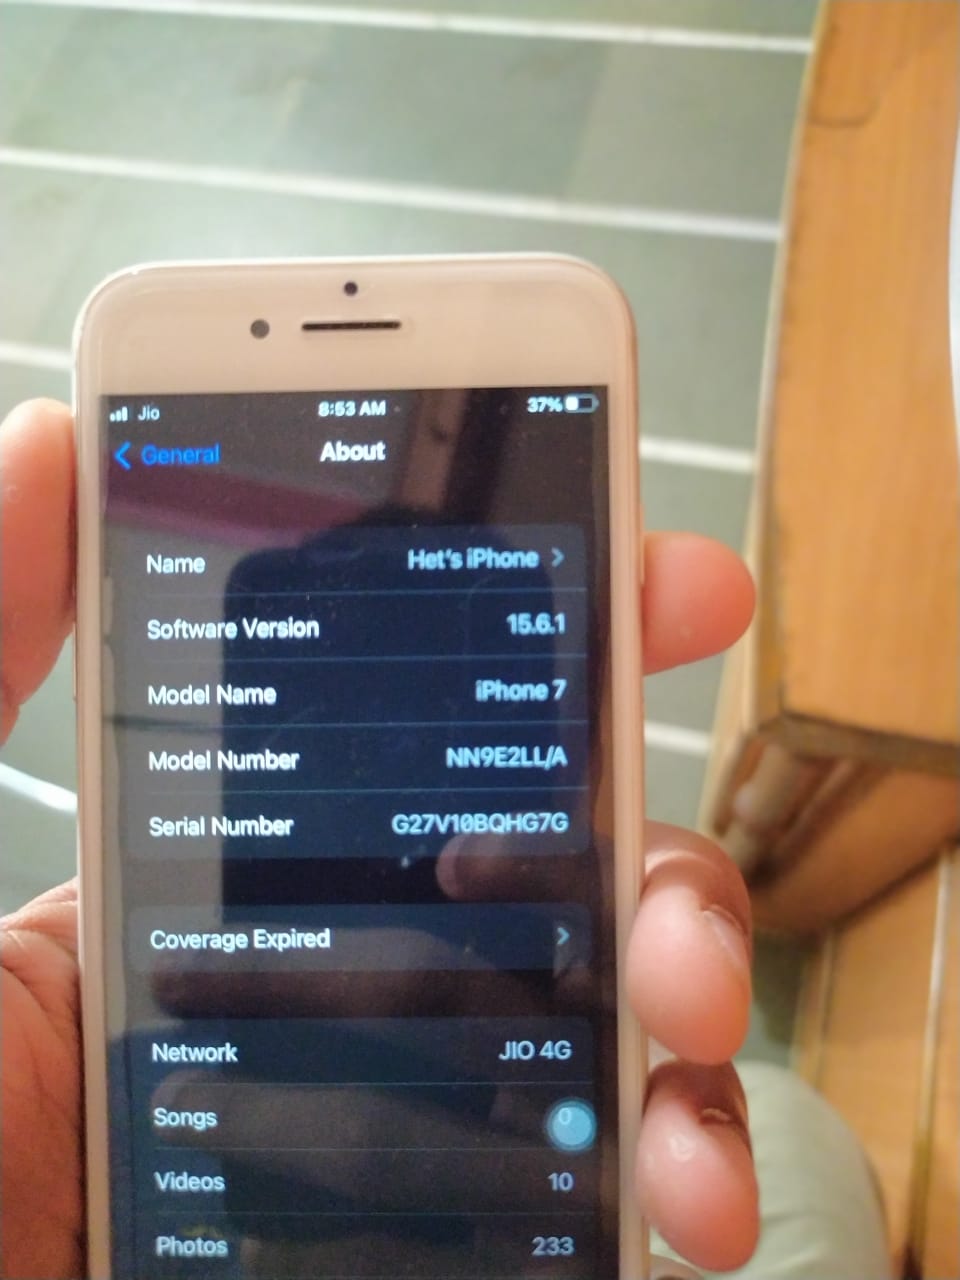 Jio 8:53 AM 37%
General About
Name Het's iPhone
Software Version 15.6.1
Model Name iPhone 7
Model Number NN9E2LL/A
Serial Number G27V10BQHG7G
Coverage Expired
Network JIO 4G
Songs 0
Videos 10
Photos 233